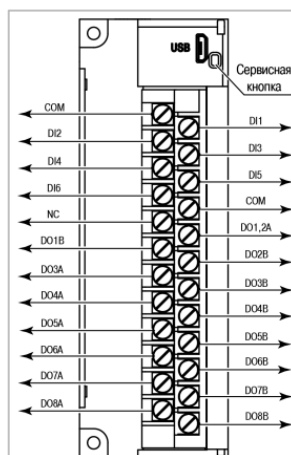 USB
Сервисная
кнопка
COM
DI1
DI2
DI3
DI4
DI5
DI6
COM
NC
DO1,2A
DO1B
DO2B
DO3A
DO3B
DO4A
DO4B
DO5A
DO5B
DO6A
DO6B
DO7A
DO7B
DO8A
DO8B